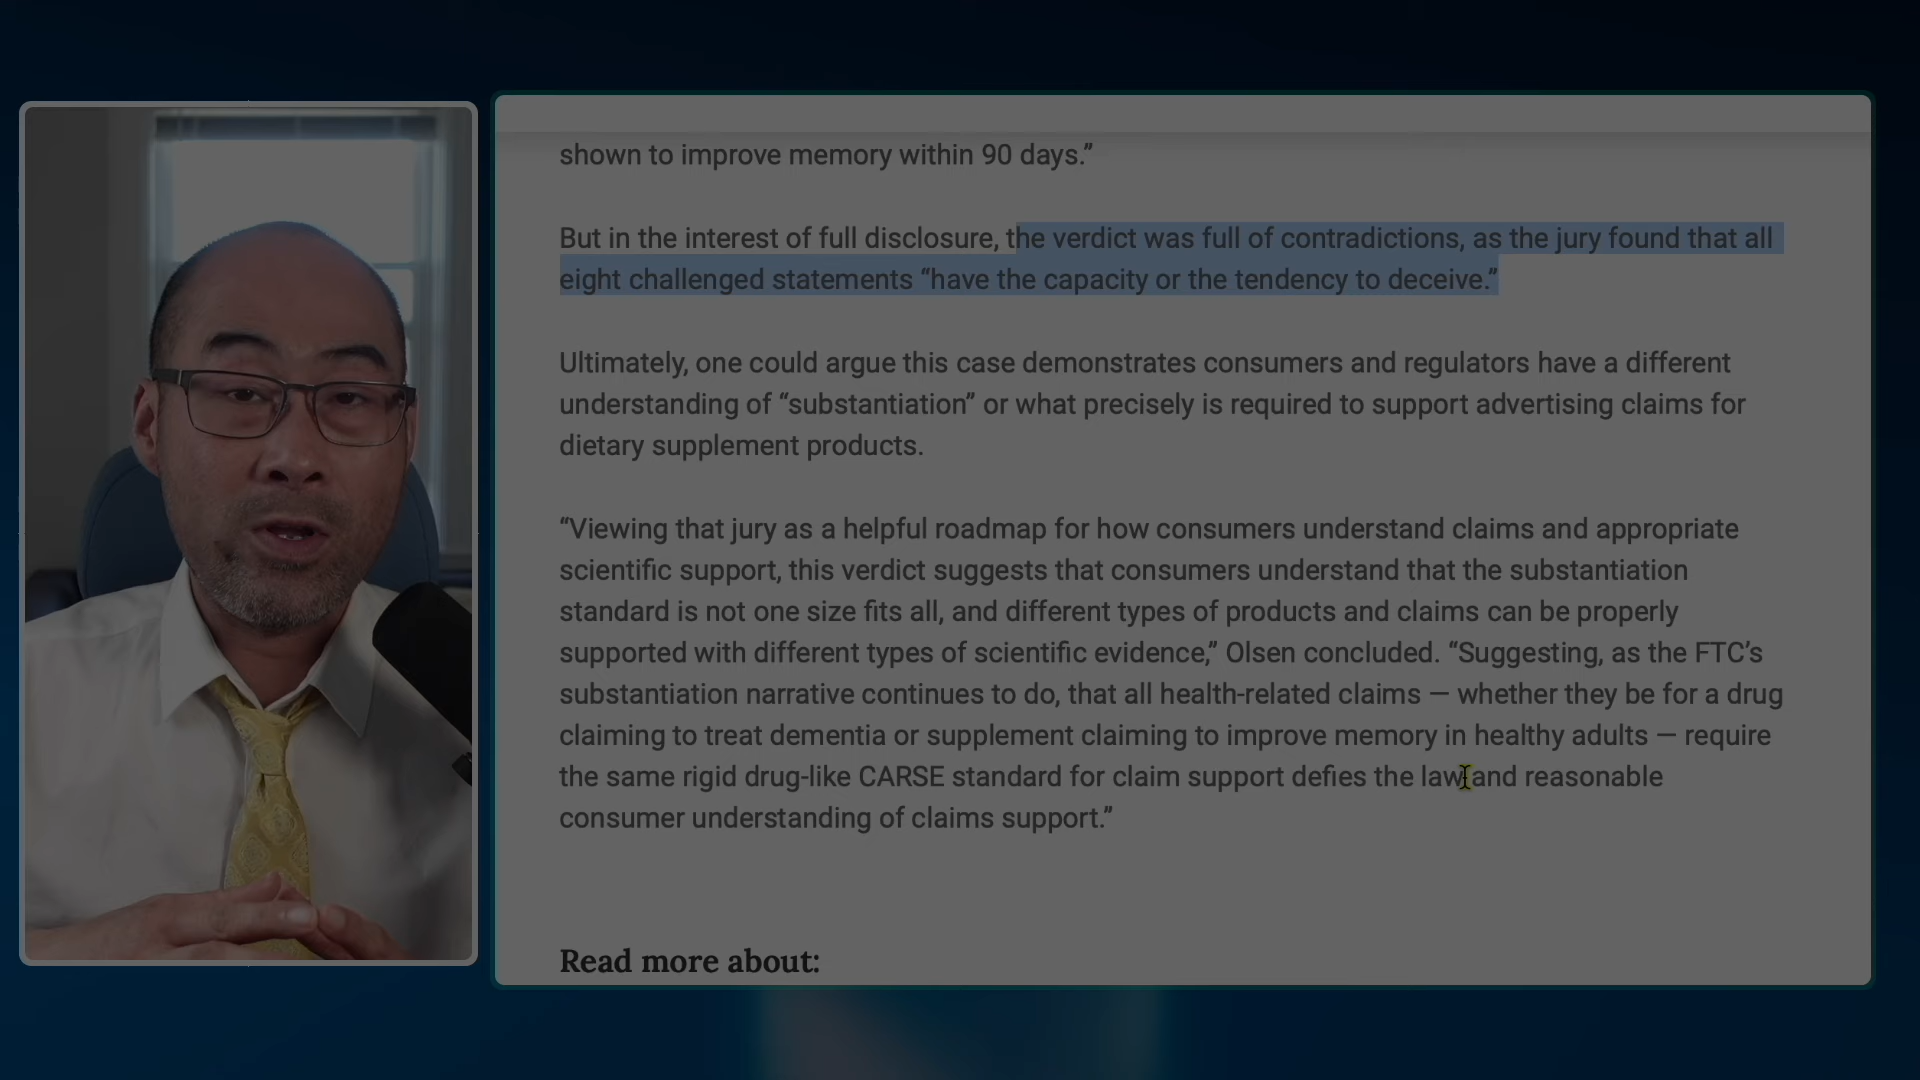 shown to improve memory within 90 days.”
But in the interest of full disclosure, the verdict was full of contradictions, as the jury found that all
eight challenged statements “have the capacity or the tendency to deceive.”
Ultimately, one could argue this case demonstrates consumers and regulators have a different
understanding of “substantiation” or what precisely is required to support advertising claims for
dietary supplement products.
“Viewing that jury as a helpful roadmap for how consumers understand claims and appropriate
scientific support, this verdict suggests that consumers understand that the substantiation
standard is not one size fits all, and different types of products and claims can be properly
supported with different types of scientific evidence,” Olsen concluded. “Suggesting, as the FTC’s
substantiation narrative continues to do, that all health-related claims — whether they be for a drug
claiming to treat dementia or supplement claiming to improve memory in healthy adults — require
the same rigid drug-like CARSE standard for claim support defies the law and reasonable
consumer understanding of claims support.”
Read more about: